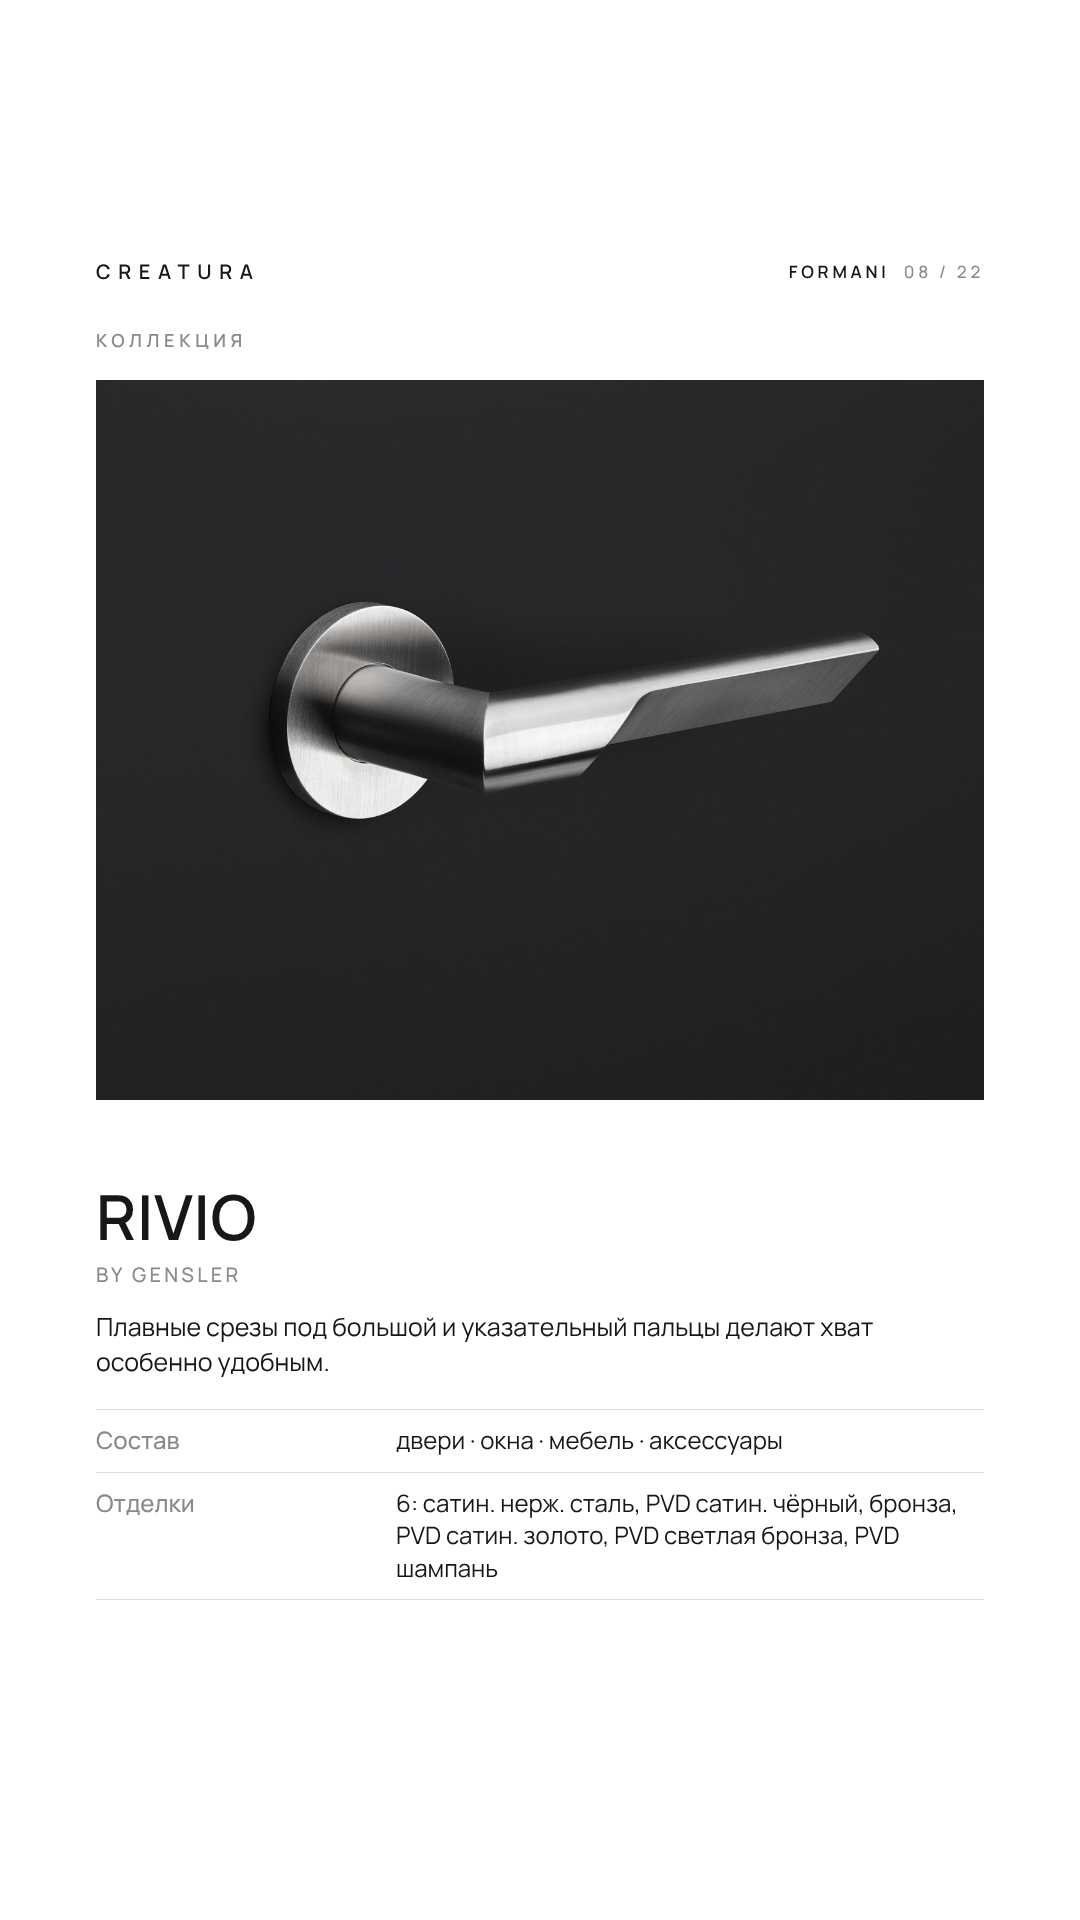 CREATURA
FORMANI 08 / 22
КОЛЛЕКЦИЯ
RIVIO
BY GENSLER
Плавные срезы под большой и указательный пальцы делают хват
особенно удобным.
Состав
двери · окна · мебель · аксессуары
Отделки
6: сатин. нерж. сталь, PVD сатин. чёрный, бронза,
PVD сатин. золото, PVD светлая бронза, PVD
шампань